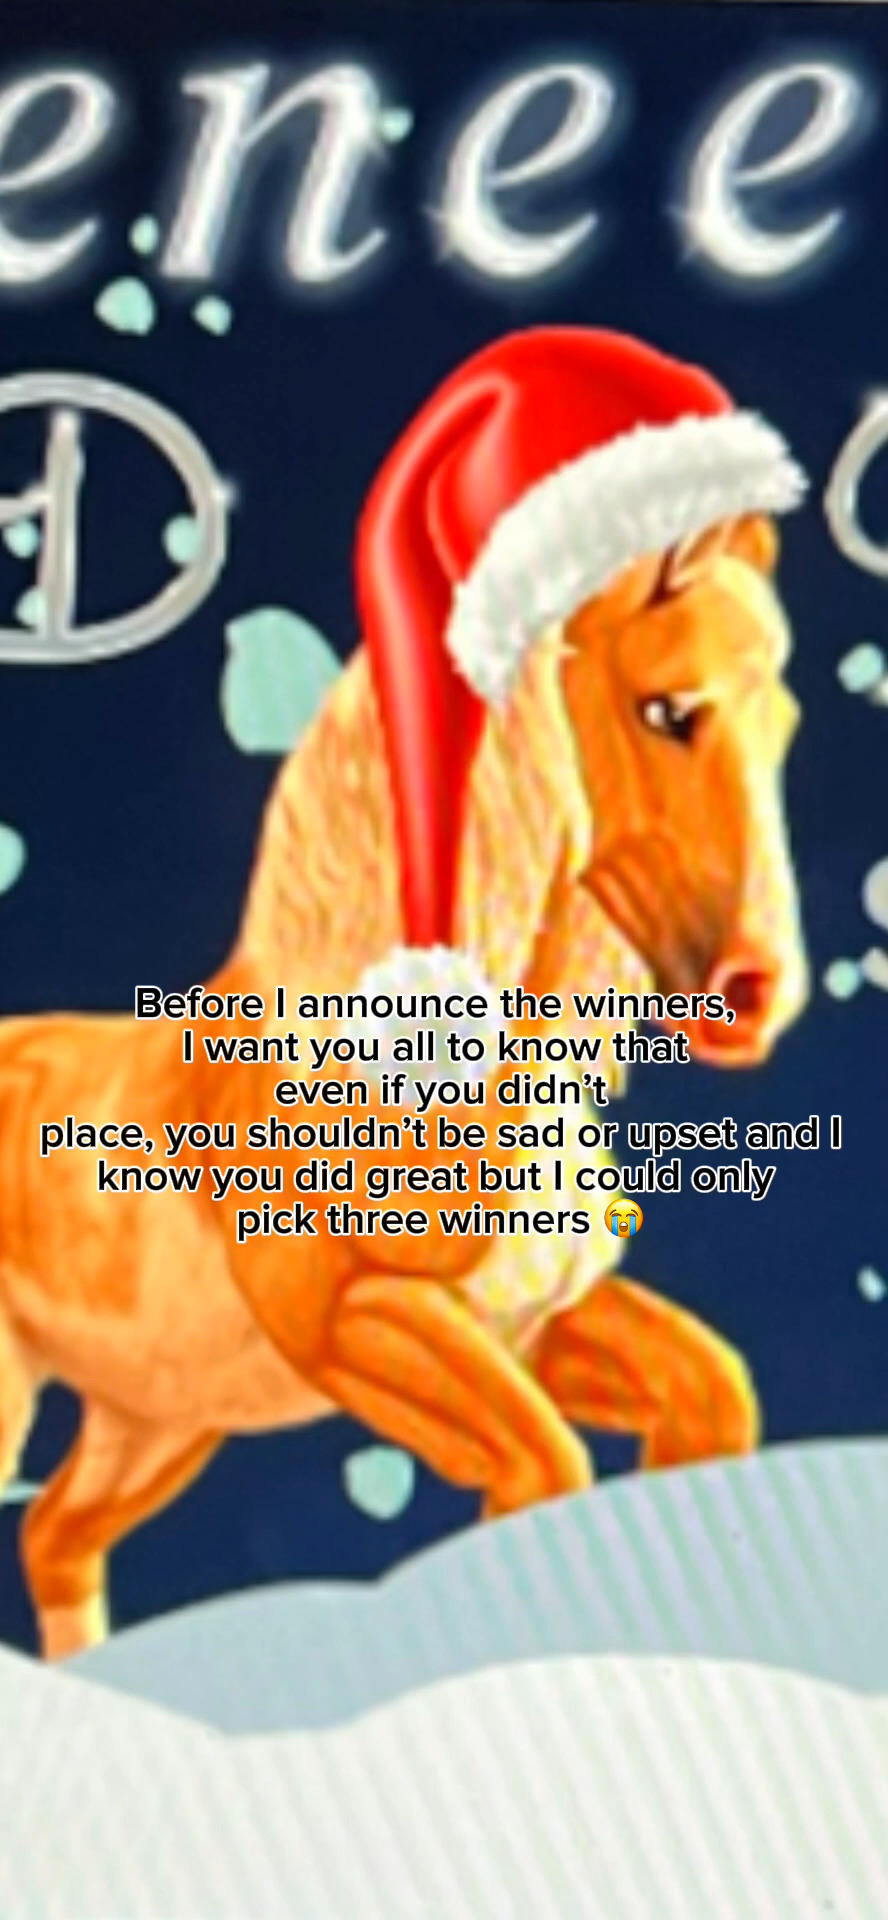 enee
Before I announce the winners,
I want you all to know that
even if you didn’t
place, you shouldn’t be sad or upset and I
know you did great but I could only
pick three winners 😭